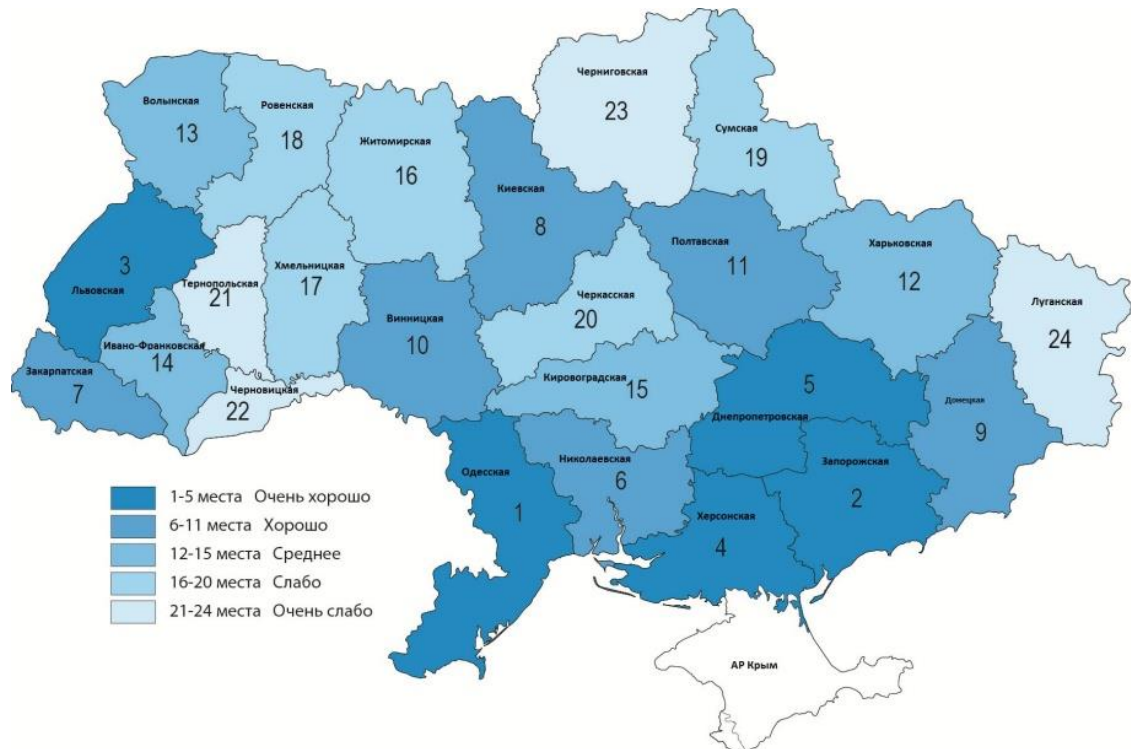 Черниговская
23
Волынская
13
Ровенская
18
Житомирская
16
Сумская
19
Киевская
8
Полтавская
11
Харьковская
12
3
Львовская
Тернопольская
21
Хмельницкая
17
Черкасская
20
Луганская
24
Винницкая
10
Ивано-Франковская
14
Закарпатская
7
Черновицкая
22
Кировоградская
15
5
Днепропетровская
Донецкая
9
Одесская
1
Николаевская
6
Запорожская
2
Херсонская
4
АР Крым
1-5 места Очень хорошо
6-11 места Хорошо
12-15 места Среднее
16-20 места Слабо
21-24 места Очень слабо